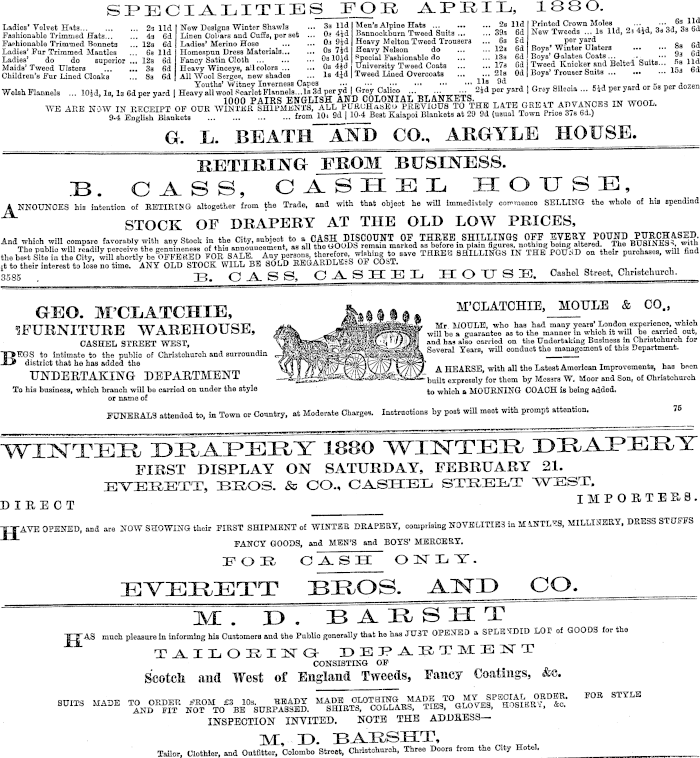 SPECIALITIES FOR APRIL, 1880.
Ladies' Velvet Hats... ... ... 2s 11d
Fashionable Trimmed Hats... ... 4s 6d
Fashionable Trimmed Bonnets ... 12s 6d
Ladies' Fur Trimmed Mantles ... 6s 11d
Ladies' do do superior ... 12s 6d
Maids' Tweed Ulsters ... ... 3s 6d
Children's Fur Lined Cloaks ... 8s 6d
New Designs Winter Shawls ... 3s 11d
Linen Collars and Cuffs, per set ... 0s 4½d
Ladies' Merino Hose ... ... 0s 9½d
Homespun Dress Materials... ... 0s 7½d
Fancy Satin Cloth ... ... 0s 10½d
Heavy Winceys, all colors ... ... 0s 4½d
All Wool Serges, new shades 1s 4½d
Men's Alpine Hats ... ... ... 2s 11d
Bannockburn Tweed Suits ... ... 39s 6d
Heavy Melton Tweed Trousers ... 6s 9d
Heavy Nelson do ... 12s 6d
Special Fashionable do ... 13s 6d
University Tweed Coats ... 17s 6d
Tweed Lined Overcoats ... 21s 0d
Printed Crown Moles ... 6s 11d
New Tweeds ... 1s 11d, 2s 4½d, 3s 3d, 3s 6d
per yard
Boys' Winter Ulsters ... 8s 6d
Boys' Galatea Coats... ... 9s 6d
Tweed Knicker and Belted Suits... 5s 11d
Boys' Trouser Suits ... ... 15s 6d
Youths' Witney Inverness Capes ... ... ... ... 11s 9d
Welsh Flannels ... 10½d, 1s, 1s 6d per yard | Heavy all wool Scarlet Flannels...1s 3d per yd | Grey Calico ... ... 2½d per yard | Grey Silecia ... 5½d per yard or 5s per dozen
1000 PAIRS ENGLISH AND COLONIAL BLANKETS.
WE ARE NOW IN RECEIPT OF OUR WINTER SHIPMENTS, ALL PURCHASED PREVIOUS TO THE LATE GREAT ADVANCES IN WOOL.
9-4 English Blankets ... ... ... ... from 10s 9d | 10-4 Best Kaiapoi Blankets at 29 9d (usual Town Price 37s 6d.)
G. L. BEATH AND CO., ARGYLE HOUSE.
RETIRING FROM BUSINESS.
B. CASS, CASHEL HOUSE,
ANNOUNCES his intention of RETIRING altogether from the Trade, and with that object he will immediately commence SELLING the whole of his spendind
STOCK OF DRAPERY AT THE OLD LOW PRICES,
And which will compare favorably with any Stock in the City, subject to a CASH DISCOUNT OF THREE SHILLINGS OFF EVERY POUND PURCHASED.
The public will readily perceive the genuineness of this announcement, as all the GOODS remain marked as before in plain figures, nothing being altered. The BUSINESS, with
the best Site in the City, will shortly be OFFERED FOR SALE. Any persons, therefore, wishing to save THREE SHILLINGS IN THE POUND on their purchases, will find
it to their interest to lose no time. ANY OLD STOCK WILL BE SOLD REGARDLESS OF COST.
3585 B. CASS, CASHEL HOUSE, Cashel Street, Christchurch.
GEO. M'CLATCHIE,
FURNITURE WAREHOUSE,
CASHEL STREET WEST,
BEGS to intimate to the public of Christchurch and surroundin
district that he has added the
UNDERTAKING DEPARTMENT
To his business, which branch will be carried on under the style
or name of
M'CLATCHIE, MOULE & CO.,
Mr. MOULE, who has had many years' London experience, which
will be a guarantee as to the manner in which it will be carried out,
and has also carried on the Undertaking Business in Christchurch for
Several Years, will conduct the management of this Department.
A HEARSE, with all the Latest American Improvements, has been
built expressly for them by Messrs W. Moor and Son, of Christchurch
to which a MOURNING COACH is being added.
FUNERALS attended to, in Town or Country, at Moderate Charges. Instructions by post will meet with prompt attention. 75
WINTER DRAPERY 1880 WINTER DRAPERY
FIRST DISPLAY ON SATURDAY, FEBRUARY 21.
EVERETT, BROS. & CO., CASHEL STREET WEST.
DIRECT IMPORTERS.
HAVE OPENED, and are NOW SHOWING their FIRST SHIPMENT of WINTER DRAPERY, comprising NOVELITIES in MANTLES, MILLINERY, DRESS STUFFS
FANCY GOODS, and MEN'S and BOYS' MERCERY.
FOR CASH ONLY.
EVERETT BROS. AND CO.
M. D. BARSHT
HAS much pleasure in informing his Customers and the Public generally that he has JUST OPENED a SPLENDID LOT of GOODS for the
TAILORING DEPARTMENT
CONSISTING OF
Scotch and West of England Tweeds, Fancy Coatings, &c.
SUITS MADE TO ORDER FROM £3 10s. READY MADE CLOTHING MADE TO MY SPECIAL ORDER. FOR STYLE
AND FIT NOT TO BE SURPASSED. SHIRTS, COLLARS, TIES, GLOVES, HOSIERY, &c.
INSPECTION INVITED. NOTE THE ADDRESS—
M. D. BARSHT,
Tailor, Clothier, and Outfitter, Colombo Street, Christchurch, Three Doors from the City Hotel.